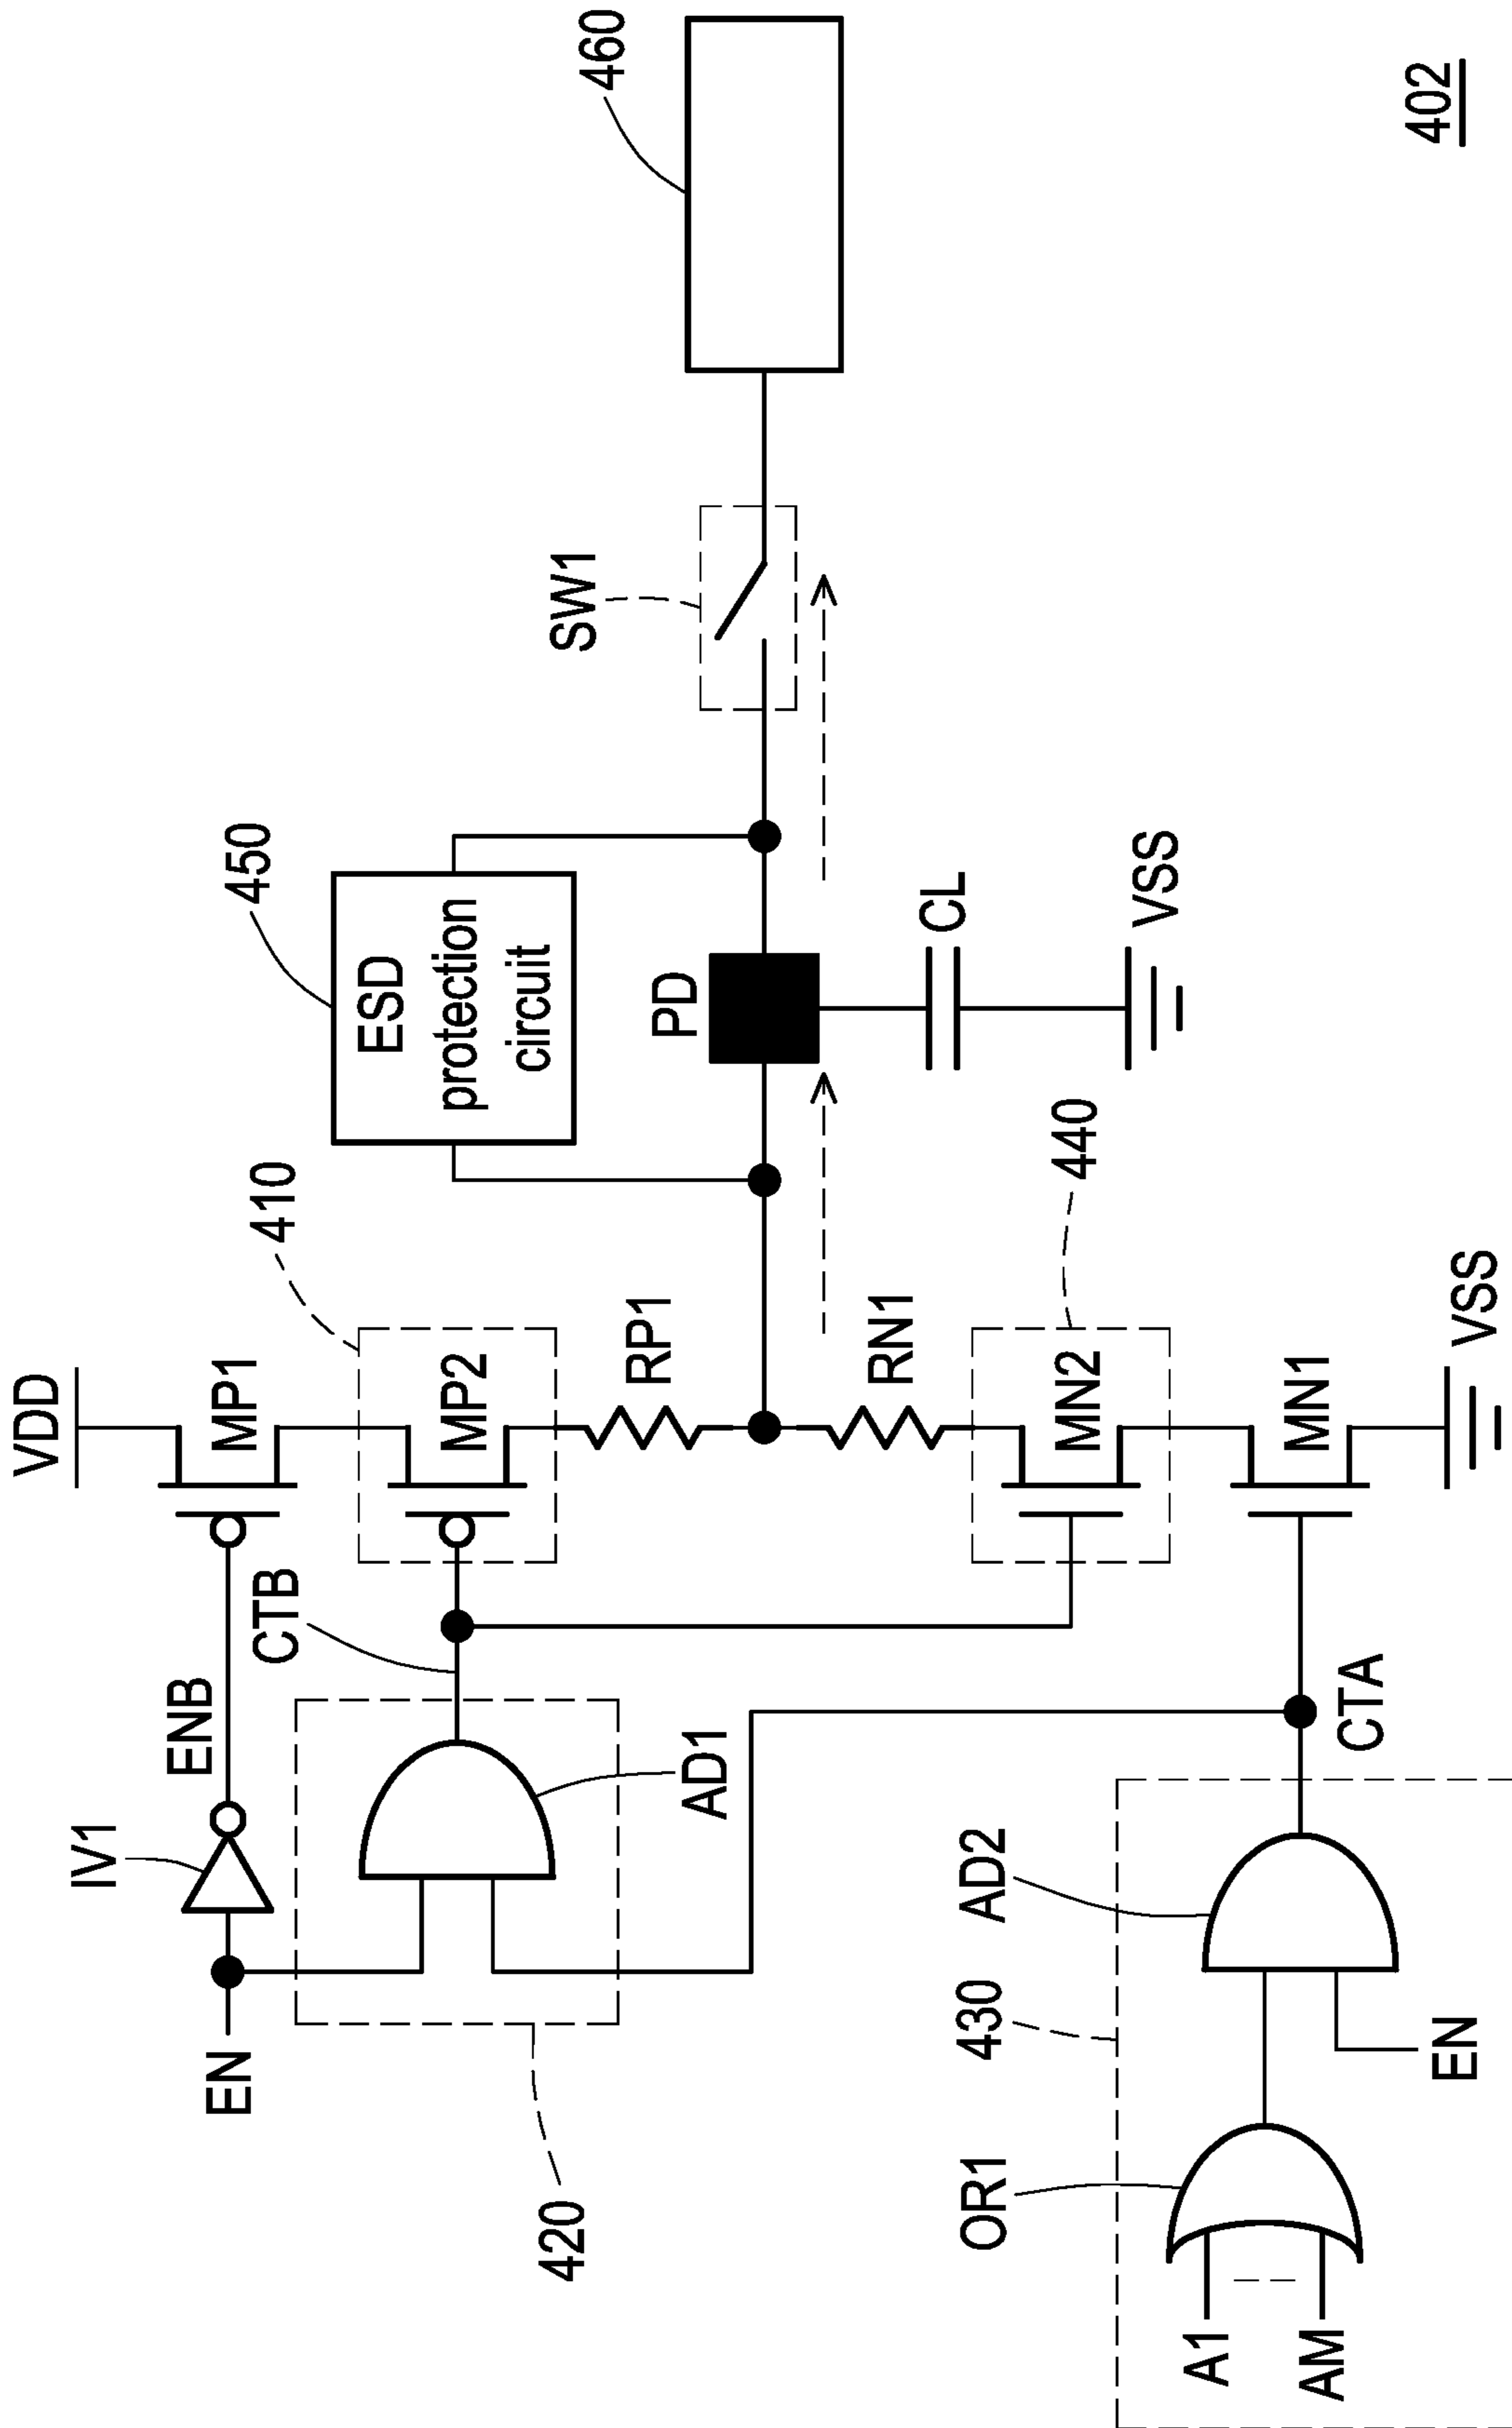 VDD
IV1
ENB
MP1
EN
410
CTB
MP2
450
ESD
protection
circuit
420
AD1
RP1
PD
SW1
460
RN1
CL
VSS
440
MN2
430
AD2
OR1
A1
AM
EN
CTA
MN1
VSS
402